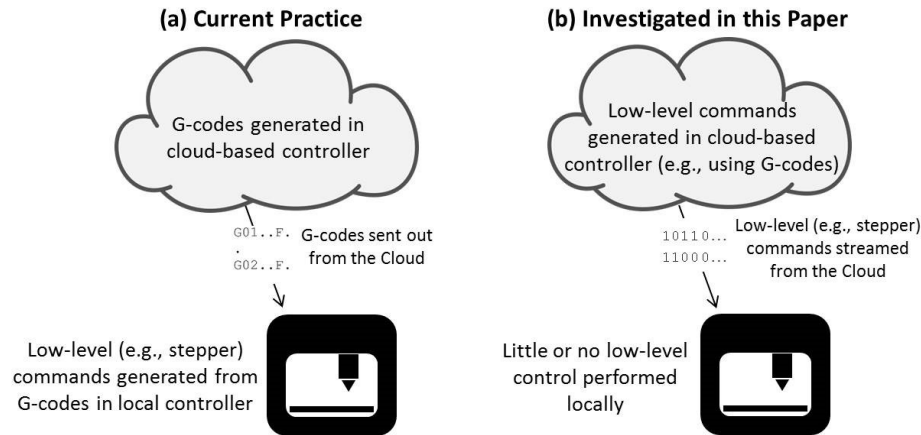 (a) Current Practice
G-codes generated in
cloud-based controller
G01..F.
.
G02..F.
G-codes sent out
from the Cloud
Low-level (e.g., stepper)
commands generated from
G-codes in local controller
(b) Investigated in this Paper
Low-level commands
generated in cloud-based
controller (e.g., using G-codes)
10110...
11000...
Low-level (e.g., stepper)
commands streamed
from the Cloud
Little or no low-level
control performed
locally